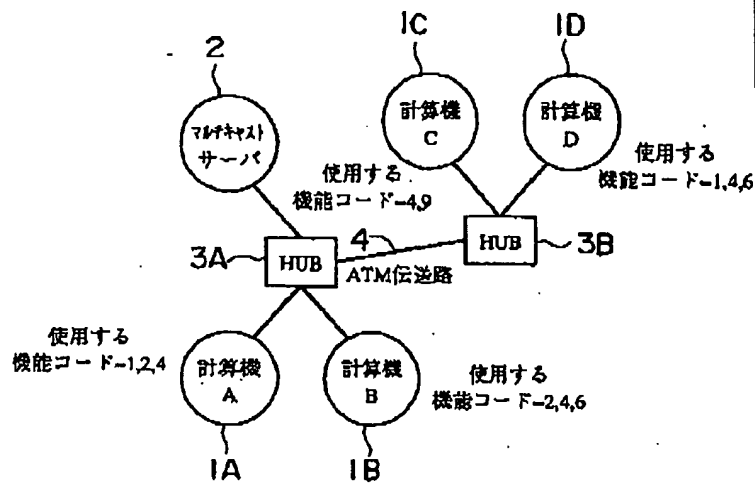 1C
1D
2
計算機
C
計算機
D
マルチキャスト
サーバ
使用する
機能コード=4,9
使用する
機能コード=1,4,6
3A
HUB
4
ATM伝送路
HUB
3B
使用する
機能コード=1,2,4
計算機
A
計算機
B
使用する
機能コード=2,4,6
1A
1B